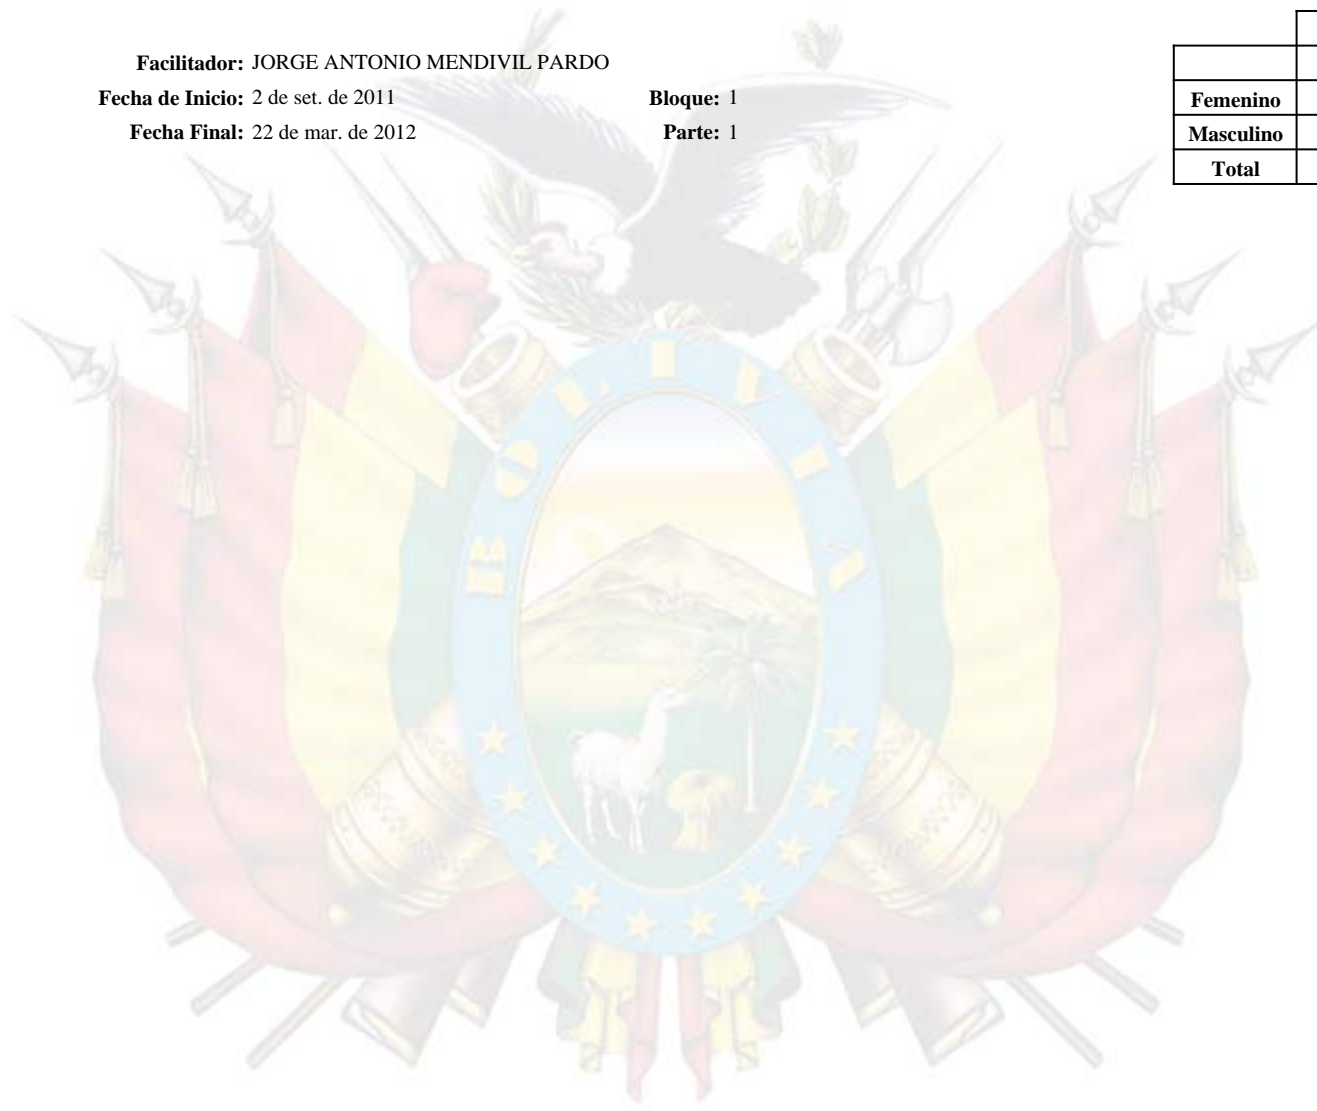 Facilitador: JORGE ANTONIO MENDIVIL PARDO
Fecha de Inicio: 2 de set. de 2011 Bloque: 1
Fecha Final: 22 de mar. de 2012 Parte: 1
Femenino
Masculino
Total
BOLIVIA